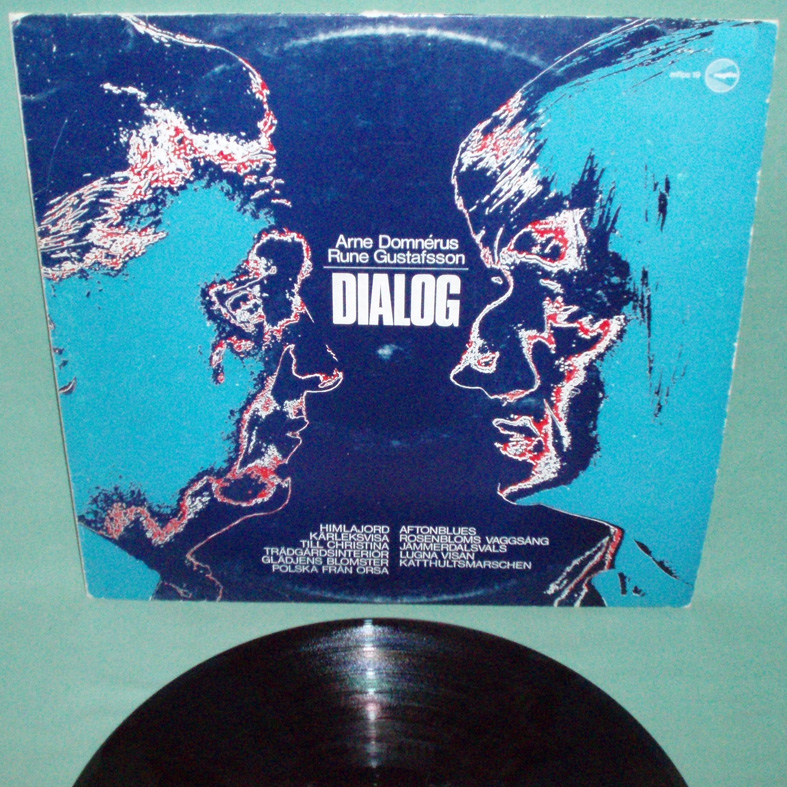 Arne Domnérus
Rune Gustafsson
DIALOG
HIMLAJORD
KÄRLEKSVISA
TILL CHRISTINA
TRÄDGÅRDSINTERIÖR
GLÄDJENS BLOMSTER
POLSKA FRÅN ORSA
AFTONBLUES
ROSENBLOMS VAGGSÅNG
JÄMMERDALSVALS
LUGNA VISAN
KATTHULTSMARSCHEN